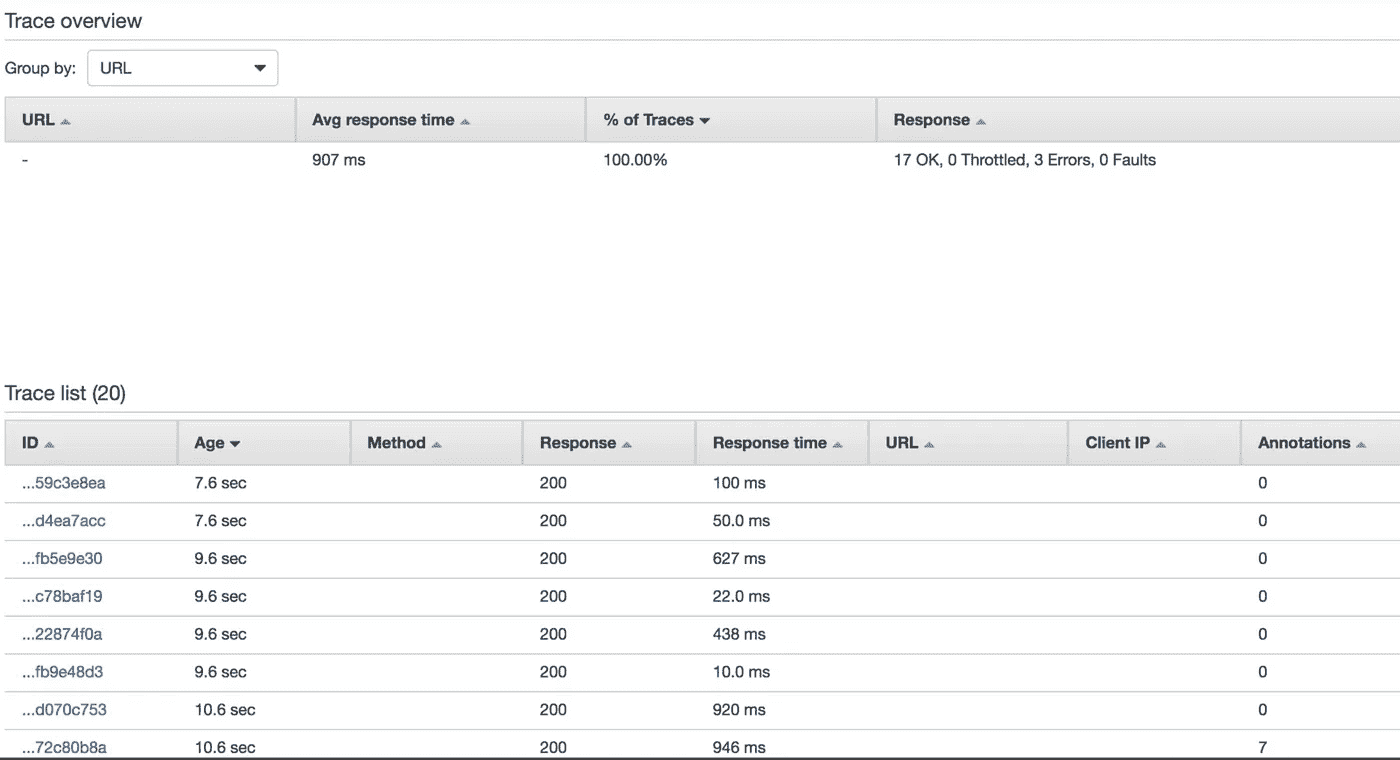 Trace overview
Group by: URL
URL Avg response time % of Traces Response
- 907 ms 100.00% 17 OK, 0 Throttled, 3 Errors, 0 Faults
Trace list (20)
ID Age Method Response Response time URL Client IP Annotations
...59c3e8ea 7.6 sec 200 100 ms 0
...d4ea7acc 7.6 sec 200 50.0 ms 0
...fb5e9e30 9.6 sec 200 627 ms 0
...c78baf19 9.6 sec 200 22.0 ms 0
...22874f0a 9.6 sec 200 438 ms 0
...fb9e48d3 9.6 sec 200 10.0 ms 0
...d070c753 10.6 sec 200 920 ms 0
...72c80b8a 10.6 sec 200 946 ms 7